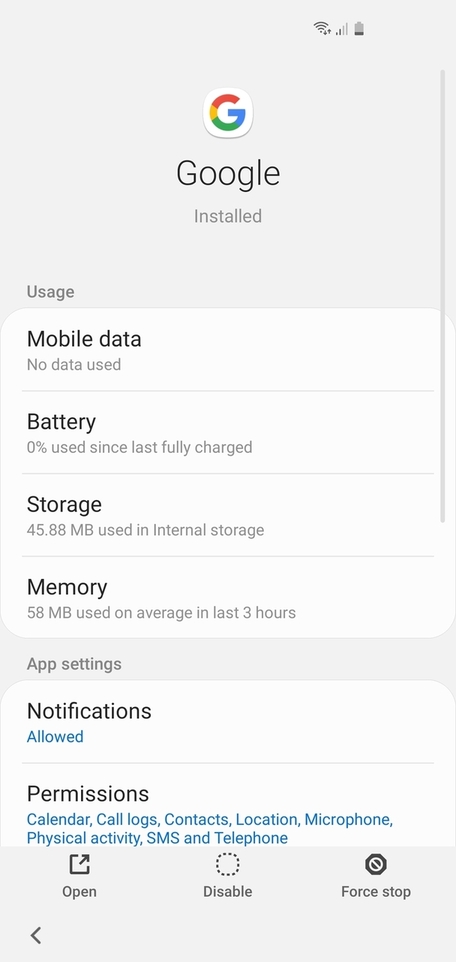 Google
Installed
Usage
Mobile data
No data used
Battery
0% used since last fully charged
Storage
45.88 MB used in Internal storage
Memory
58 MB used on average in last 3 hours
App settings
Notifications
Allowed
Permissions
Calendar, Call logs, Contacts, Location, Microphone,
Physical activity, SMS and Telephone
Open
Disable
Force stop